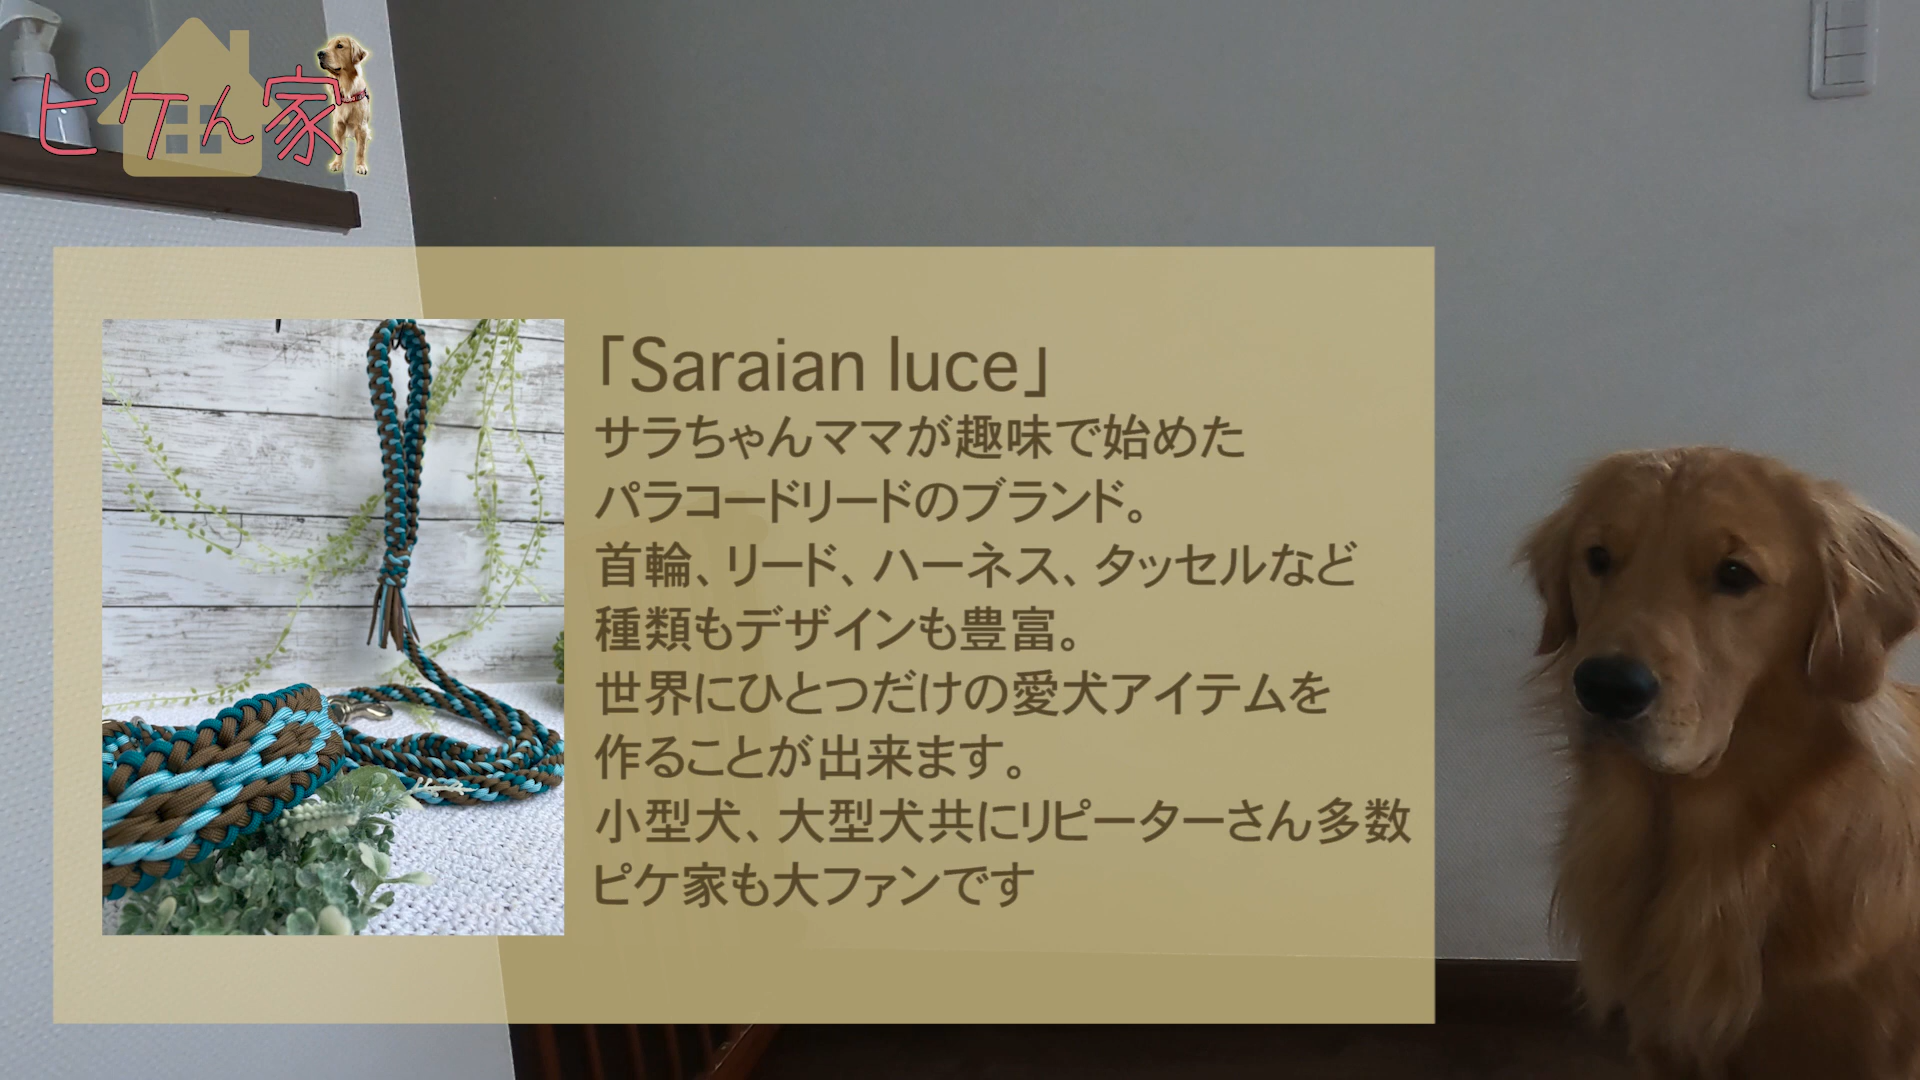 ピケん家
「Saraian luce」
サラちゃんママが趣味で始めた
パラコードリードのブランド。
首輪、リード、ハーネス、タッセルなど
種類もデザインも豊富。
世界にひとつだけの愛犬アイテムを
作ることが出来ます。
小型犬、大型犬共にリピーターさん多数
ピケ家も大ファンです